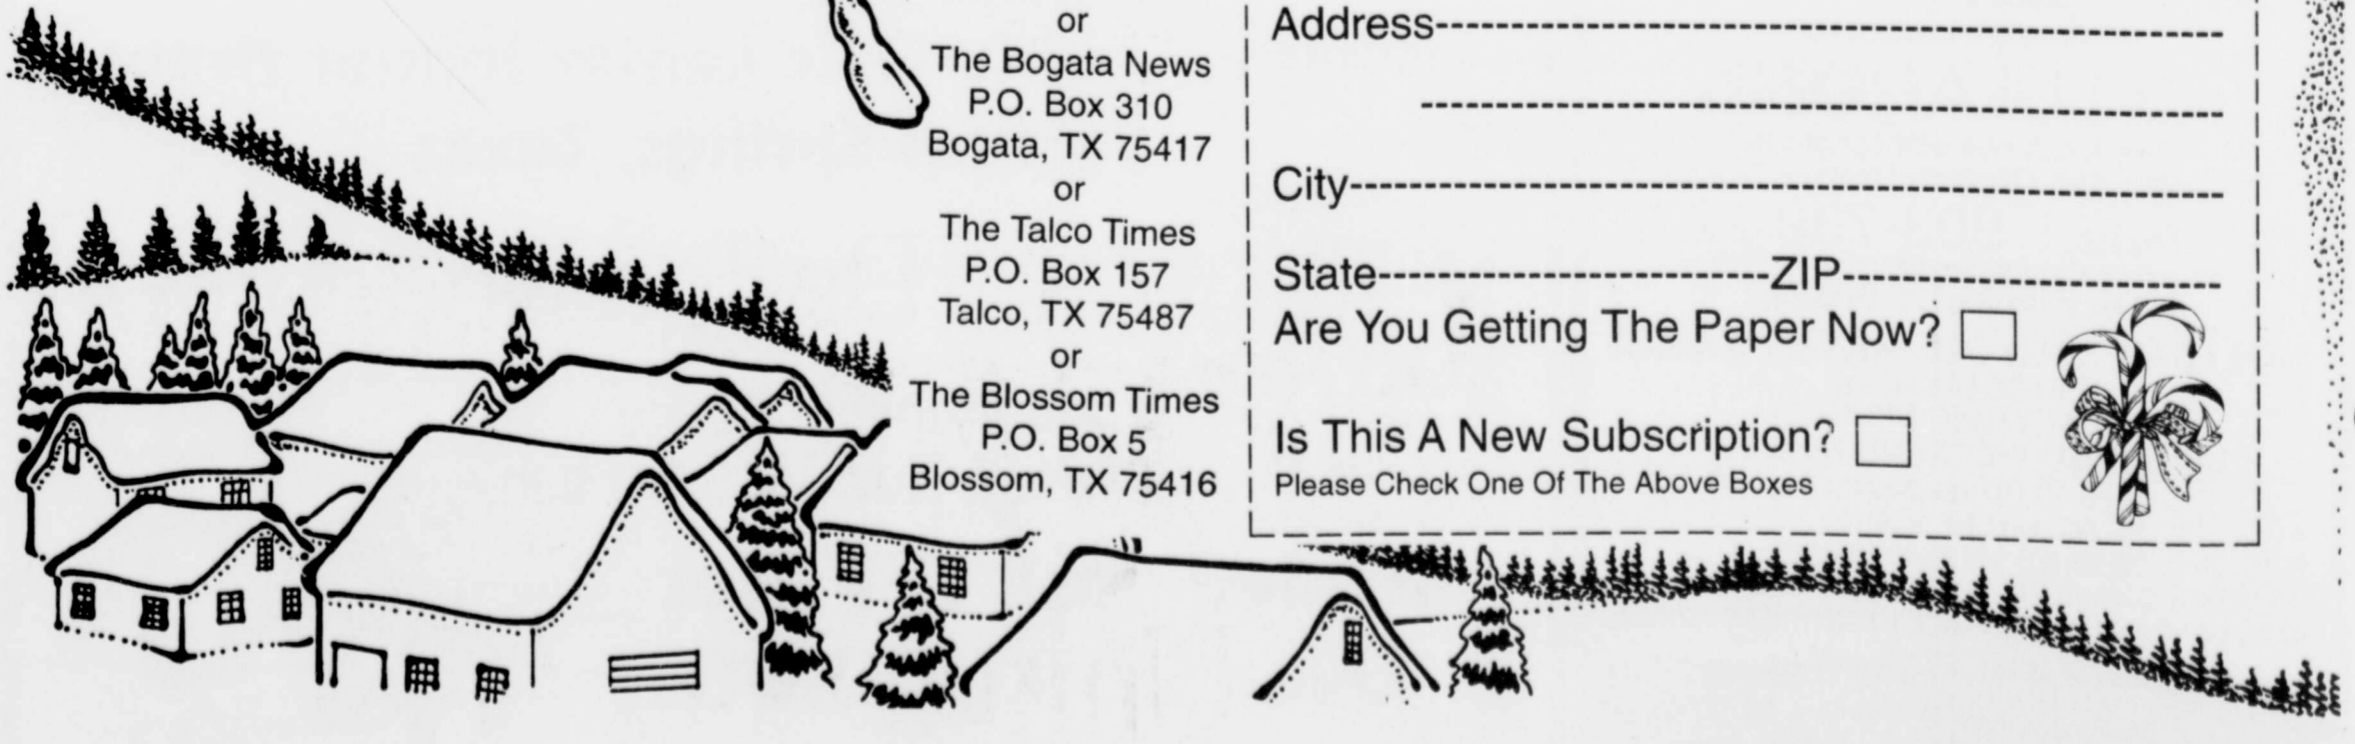 or
The Bogata News
P.O. Box 310
Bogata, TX 75417
or
The Talco Times
P.O. Box 157
Talco, TX 75487
or
The Blossom Times
P.O. Box 5
Blossom, TX 75416
Address
City
State ZIP
Are You Getting The Paper Now?
Is This A New Subscription?
Please Check One Of The Above Boxes